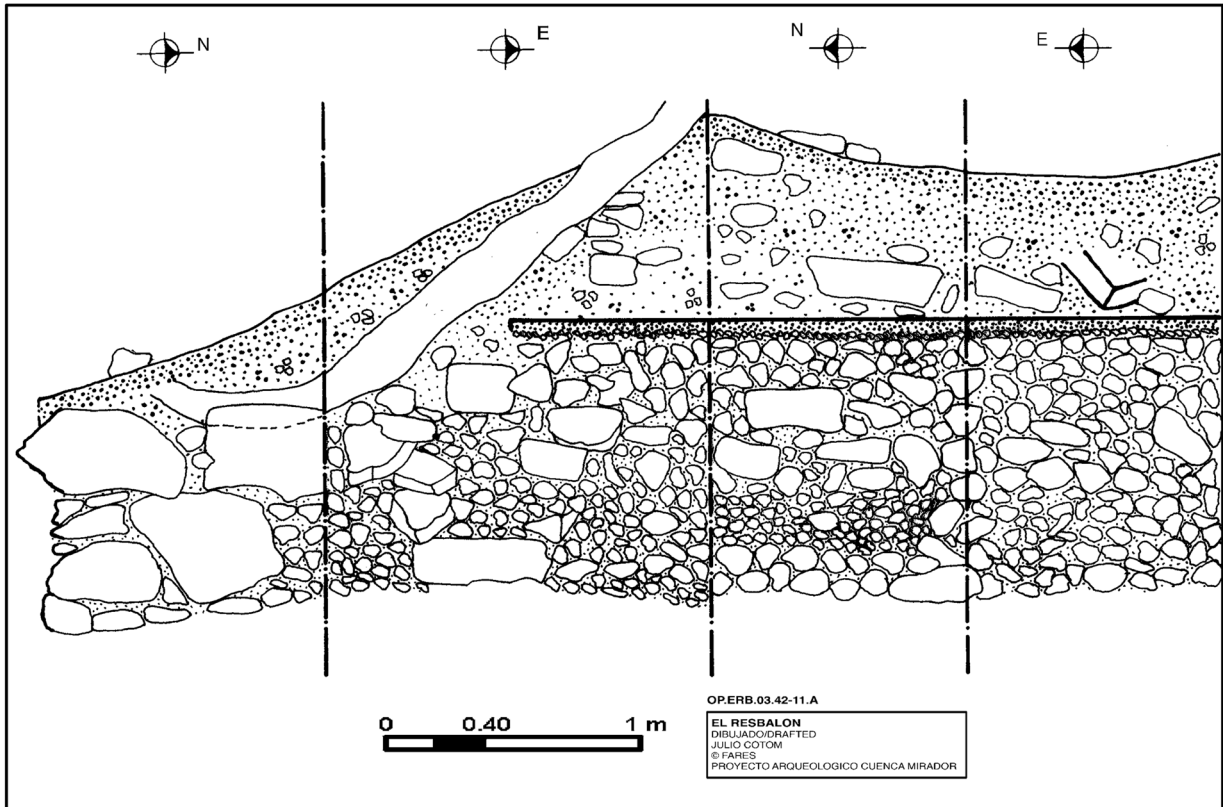 N
E
N
E
0 0.40 1 m
OP.ERB.03.42-11.A
EL RESBALON
DIBUJADO/DRAFTED
JULIO COTOM
© FARES
PROYECTO ARQUEOLOGICO CUENCA MIRADOR